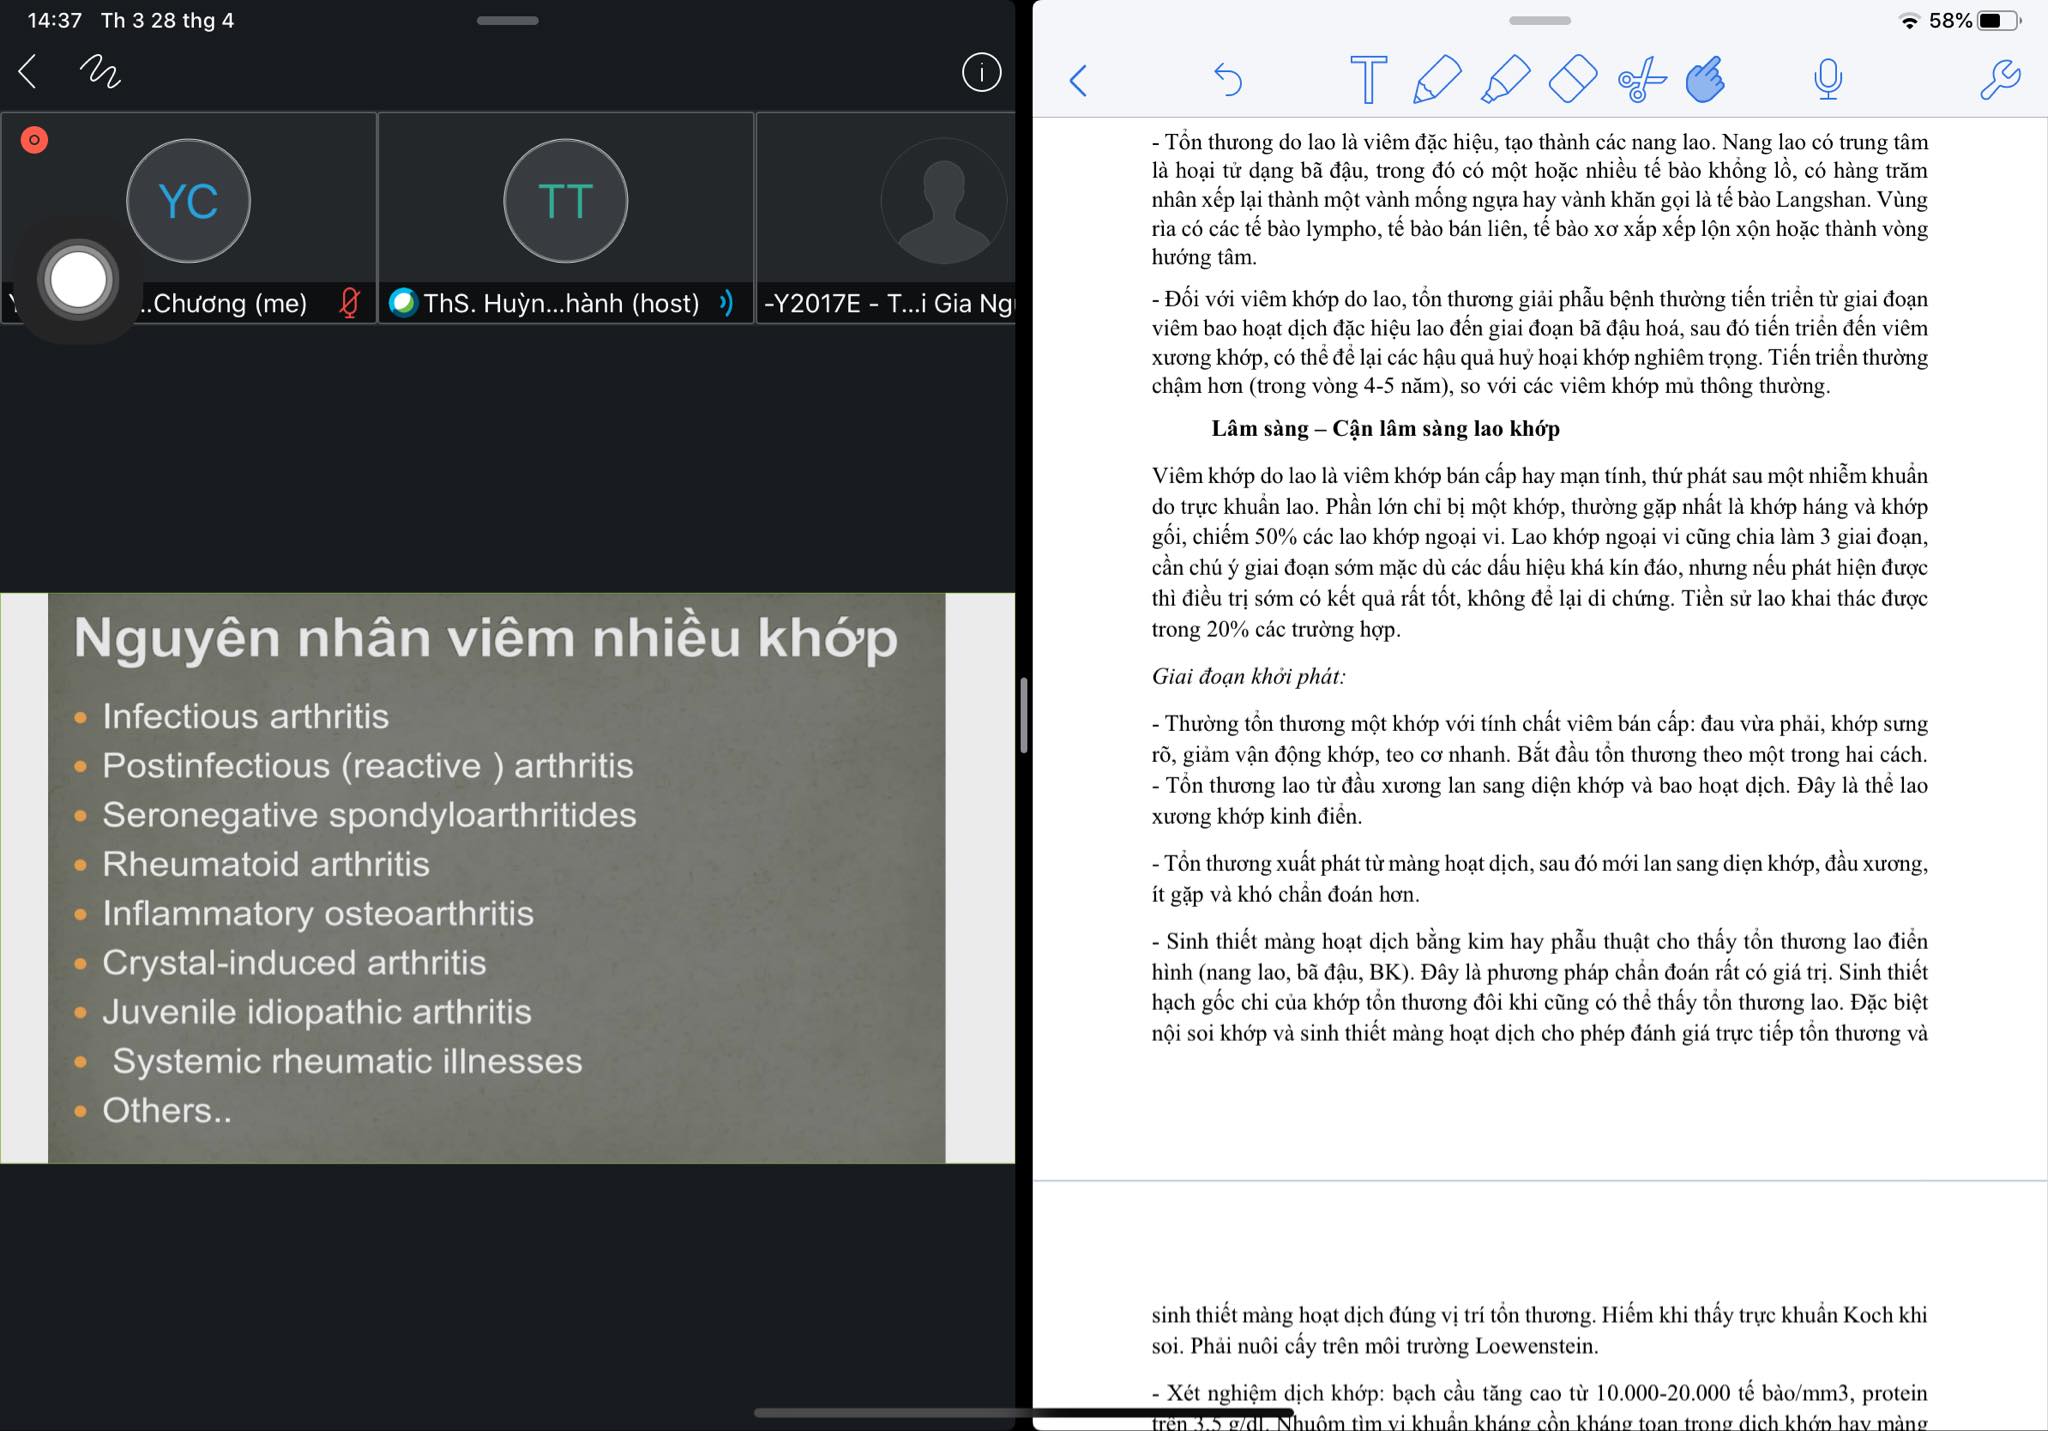 14:37 Th 3 28 thg 4
58%
YC
TT
..Chương (me)
ThS. Huỳn...hành (host)
-Y2017E - T...i Gia Ng
Nguyên nhân viêm nhiều khớp
• Infectious arthritis
• Postinfectious (reactive ) arthritis
• Seronegative spondyloarthritides
• Rheumatoid arthritis
• Inflammatory osteoarthritis
• Crystal-induced arthritis
• Juvenile idiopathic arthritis
• Systemic rheumatic illnesses
• Others..
- Tổn thương do lao là viêm đặc hiệu, tạo thành các nang lao. Nang lao có trung tâm
là hoại tử dạng bã đậu, trong đó có một hoặc nhiều tế bào khổng lồ, có hàng trăm
nhân xếp lại thành một vành mống ngựa hay vành khăn gọi là tế bào Langshan. Vùng
rìa có các tế bào lympho, tế bào bán liên, tế bào xơ xắp xếp lộn xộn hoặc thành vòng
hướng tâm.
- Đối với viêm khớp do lao, tổn thương giải phẫu bệnh thường tiến triển từ giai đoạn
viêm bao hoạt dịch đặc hiệu lao đến giai đoạn bã đậu hoá, sau đó tiến triển đến viêm
xương khớp, có thể để lại các hậu quả huỷ hoại khớp nghiêm trọng. Tiến triển thường
chậm hơn (trong vòng 4-5 năm), so với các viêm khớp mủ thông thường.
Lâm sàng – Cận lâm sàng lao khớp
Viêm khớp do lao là viêm khớp bán cấp hay mạn tính, thứ phát sau một nhiễm khuẩn
do trực khuẩn lao. Phần lớn chỉ bị một khớp, thường gặp nhất là khớp háng và khớp
gối, chiếm 50% các lao khớp ngoại vi. Lao khớp ngoại vi cũng chia làm 3 giai đoạn,
cần chú ý giai đoạn sớm mặc dù các dấu hiệu khá kín đáo, nhưng nếu phát hiện được
thì điều trị sớm có kết quả rất tốt, không để lại di chứng. Tiền sử lao khai thác được
trong 20% các trường hợp.
Giai đoạn khởi phát:
- Thường tổn thương một khớp với tính chất viêm bán cấp: đau vừa phải, khớp sưng
rõ, giảm vận động khớp, teo cơ nhanh. Bắt đầu tổn thương theo một trong hai cách.
- Tổn thương lao từ đầu xương lan sang diện khớp và bao hoạt dịch. Đây là thể lao
xương khớp kinh điển.
- Tổn thương xuất phát từ màng hoạt dịch, sau đó mới lan sang diện khớp, đầu xương,
ít gặp và khó chẩn đoán hơn.
- Sinh thiết màng hoạt dịch bằng kim hay phẫu thuật cho thấy tổn thương lao điển
hình (nang lao, bã đậu, BK). Đây là phương pháp chẩn đoán rất có giá trị. Sinh thiết
hạch gốc chi của khớp tổn thương đôi khi cũng có thể thấy tổn thương lao. Đặc biệt
nội soi khớp và sinh thiết màng hoạt dịch cho phép đánh giá trực tiếp tổn thương và
sinh thiết màng hoạt dịch đúng vị trí tổn thương. Hiếm khi thấy trực khuẩn Koch khi
soi. Phải nuôi cấy trên môi trường Loewenstein.
- Xét nghiệm dịch khớp: bạch cầu tăng cao từ 10.000-20.000 tế bào/mm3, protein
trên 3.5 g/dl. Nhuộm tìm vi khuẩn kháng cồn kháng toan trong dịch khớp hay màng